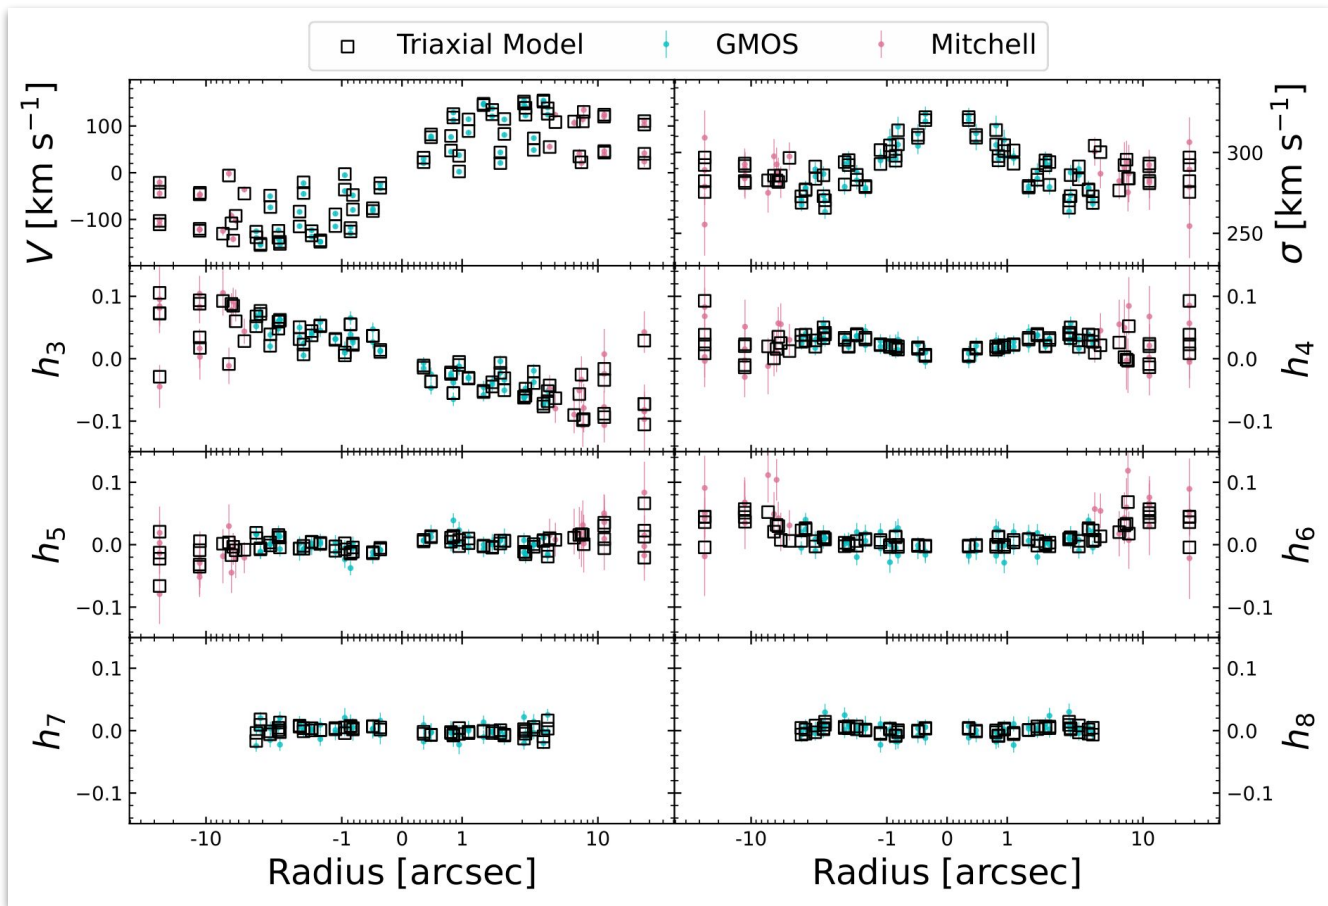 Triaxial Model GMOS Mitchell
V [km s⁻¹]
100
0
−100
σ [km s⁻¹]
300
250
h₃
0.1
0.0
−0.1
h₄
0.1
0.0
−0.1
h₅
0.1
0.0
−0.1
h₆
0.1
0.0
−0.1
h₇
0.1
0.0
−0.1
h₈
0.1
0.0
−0.1
-10 -1 0 1 10
-10 -1 0 1 10
Radius [arcsec]
Radius [arcsec]